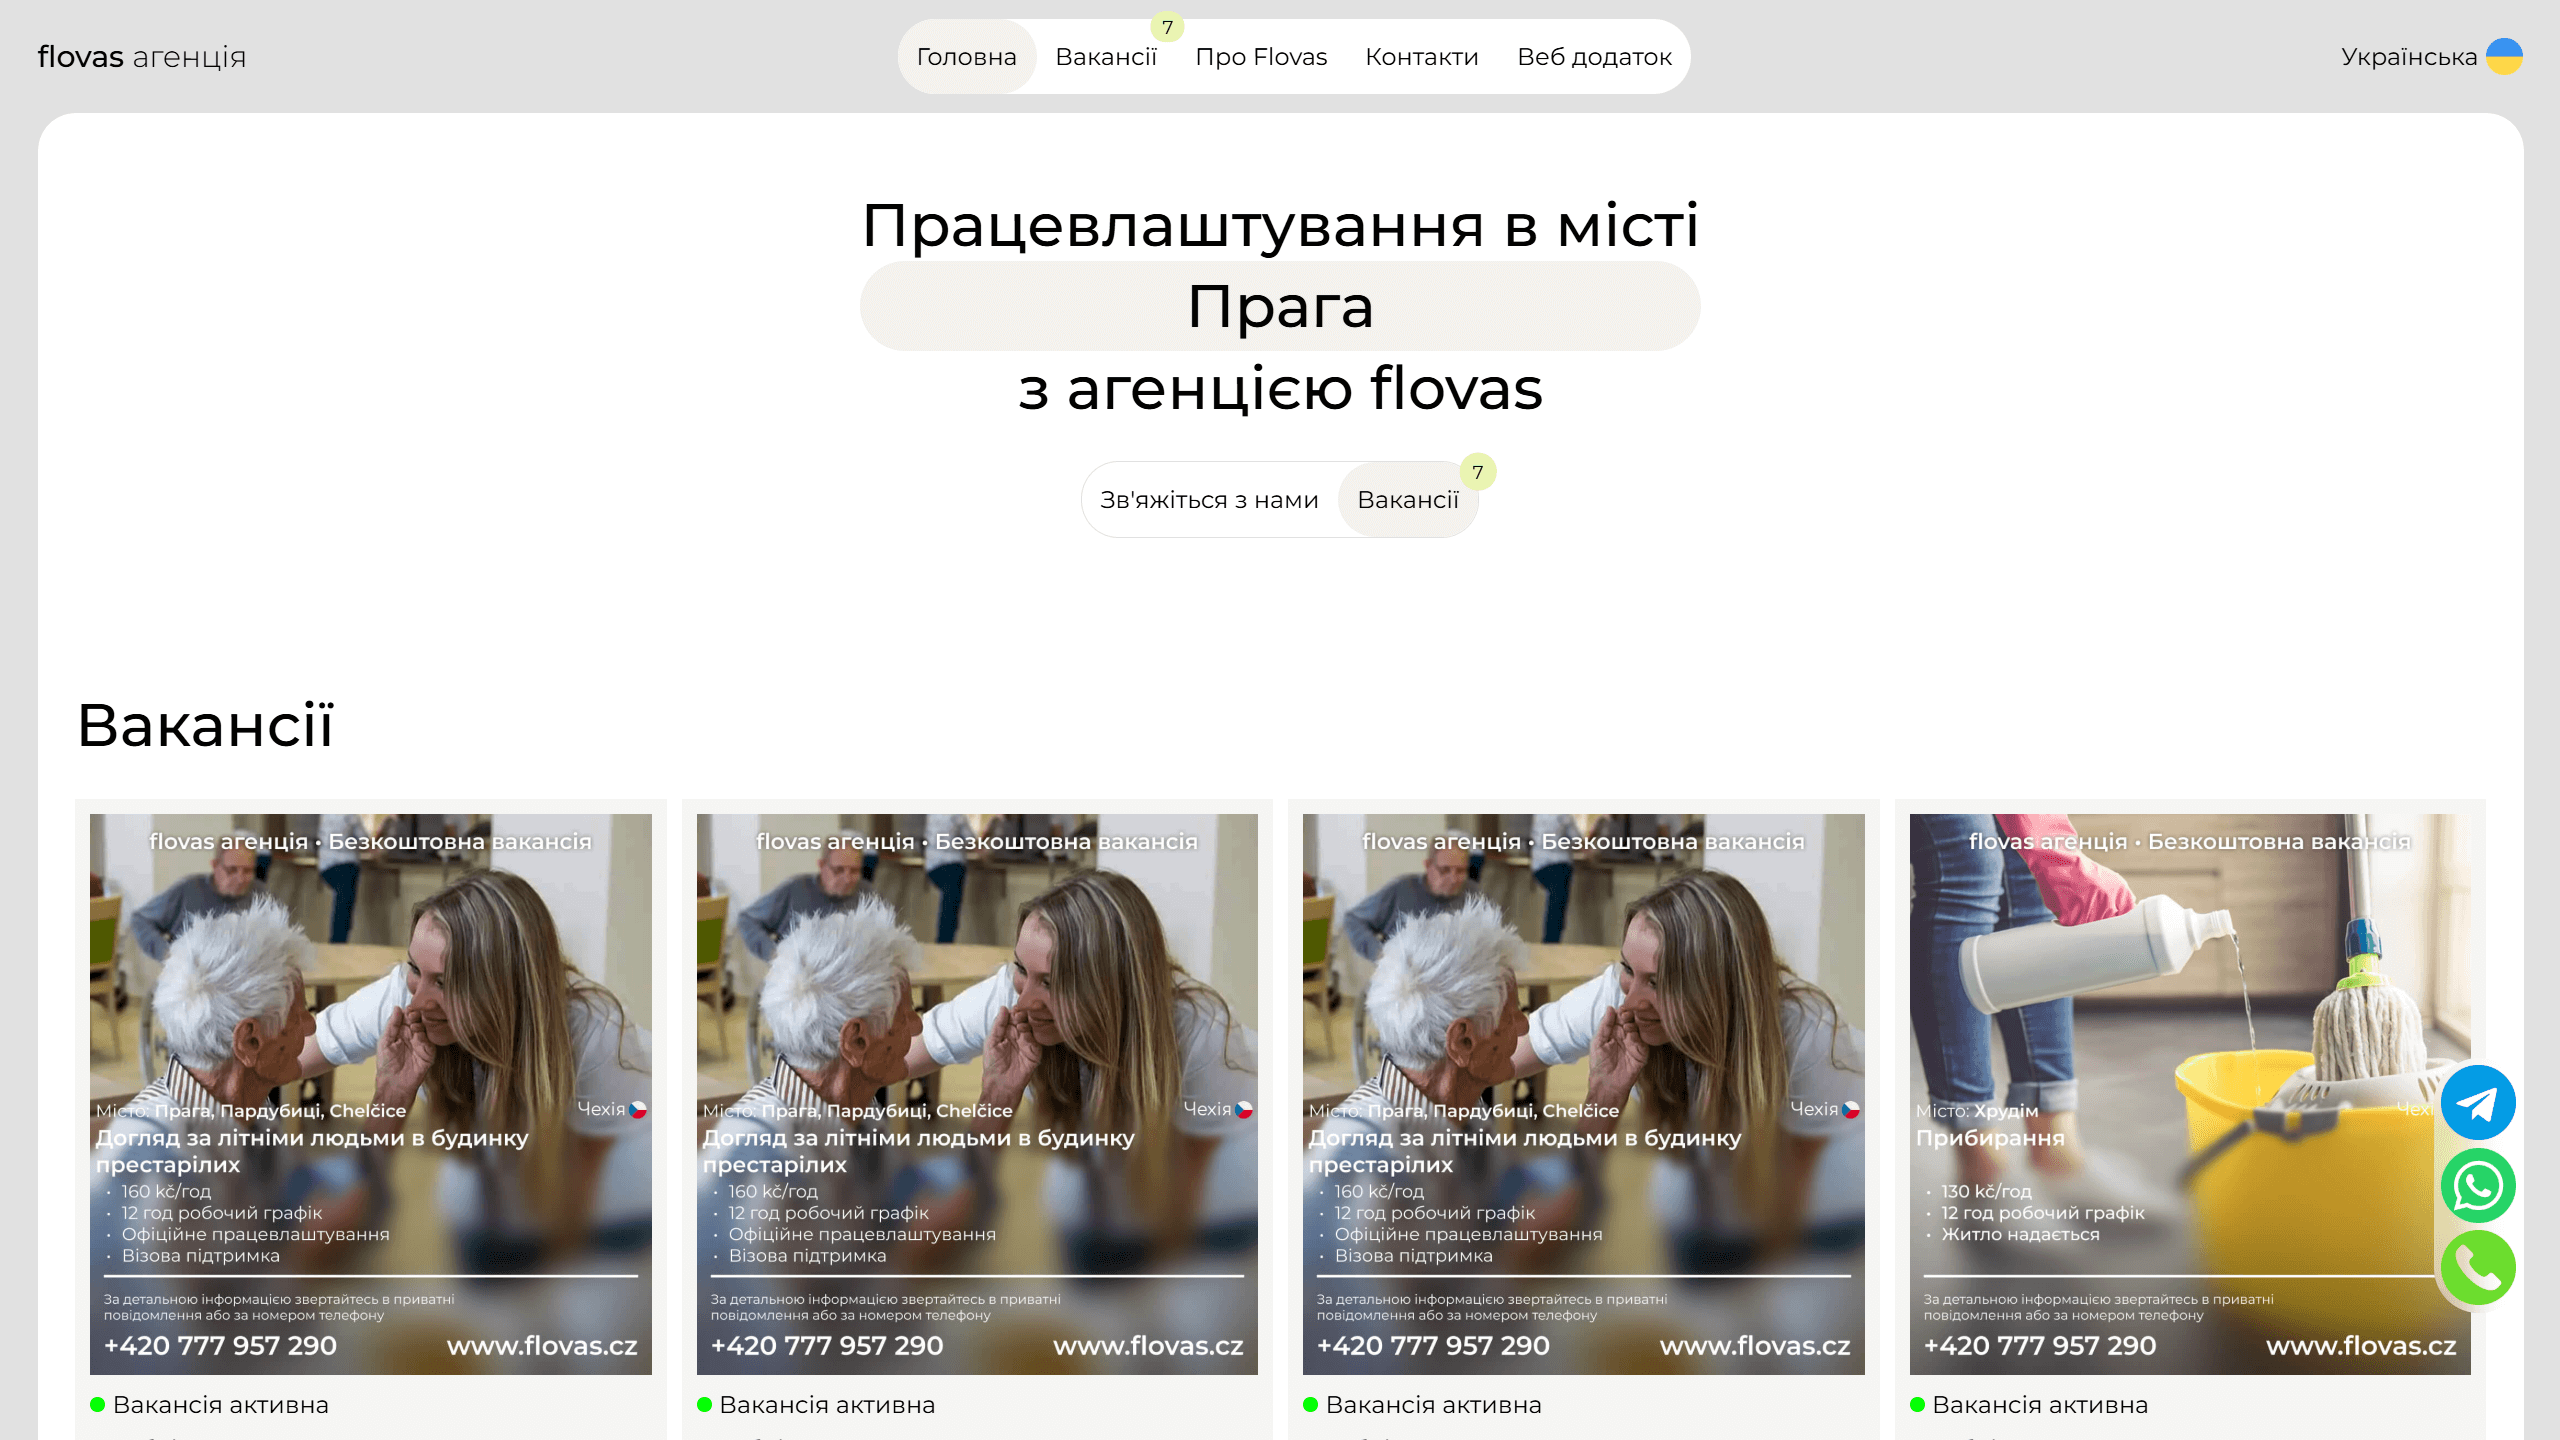 flovas агенція
Головна
Вакансії
7
Про Flovas
Контакти
Веб додаток
Українська
Працевлаштування в місті
Прага
з агенцією flovas
Зв'яжіться з нами
Вакансії
7
Вакансії
flovas агенція • Безкоштовна вакансія
Місто: Прага, Пардубиці, Chelčice
Чехія
Догляд за літніми людьми в будинку
престарілих
• 160 kč/год
• 12 год робочий графік
• Офіційне працевлаштування
• Візова підтримка
За детальною інформацією звертайтесь в приватні
повідомлення або за номером телефону
+420 777 957 290
www.flovas.cz
Вакансія активна
flovas агенція • Безкоштовна вакансія
Місто: Прага, Пардубиці, Chelčice
Чехія
Догляд за літніми людьми в будинку
престарілих
• 160 kč/год
• 12 год робочий графік
• Офіційне працевлаштування
• Візова підтримка
За детальною інформацією звертайтесь в приватні
повідомлення або за номером телефону
+420 777 957 290
www.flovas.cz
Вакансія активна
flovas агенція • Безкоштовна вакансія
Місто: Прага, Пардубиці, Chelčice
Чехія
Догляд за літніми людьми в будинку
престарілих
• 160 kč/год
• 12 год робочий графік
• Офіційне працевлаштування
• Візова підтримка
За детальною інформацією звертайтесь в приватні
повідомлення або за номером телефону
+420 777 957 290
www.flovas.cz
Вакансія активна
flovas агенція • Безкоштовна вакансія
Місто: Хрудім
Прибирання
• 130 kč/год
• 12 год робочий графік
• Житло надається
За детальною інформацією звертайтесь в приватні
повідомлення або за номером телефону
+420 777 957 290
www.flovas.cz
Вакансія активна